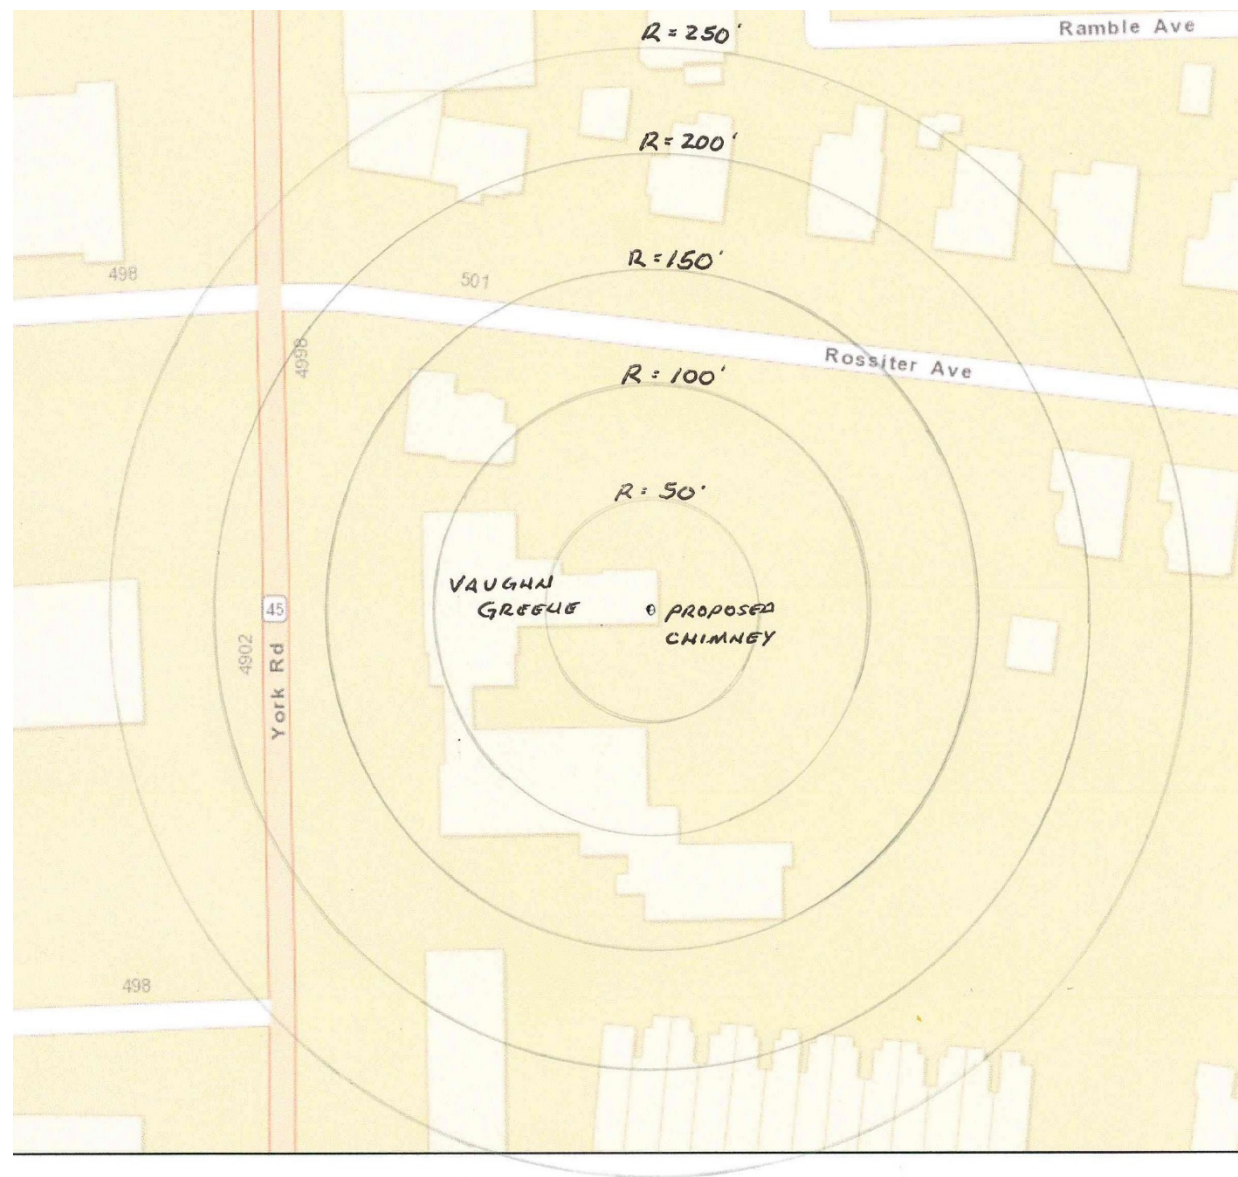 R = 250'
Ramble Ave
R = 200'
R = 150'
498
501
4998
Rossiter Ave
R = 100'
R = 50'
VAUGHN
GREENE
PROPOSED
CHIMNEY
45
4902
York Rd
498